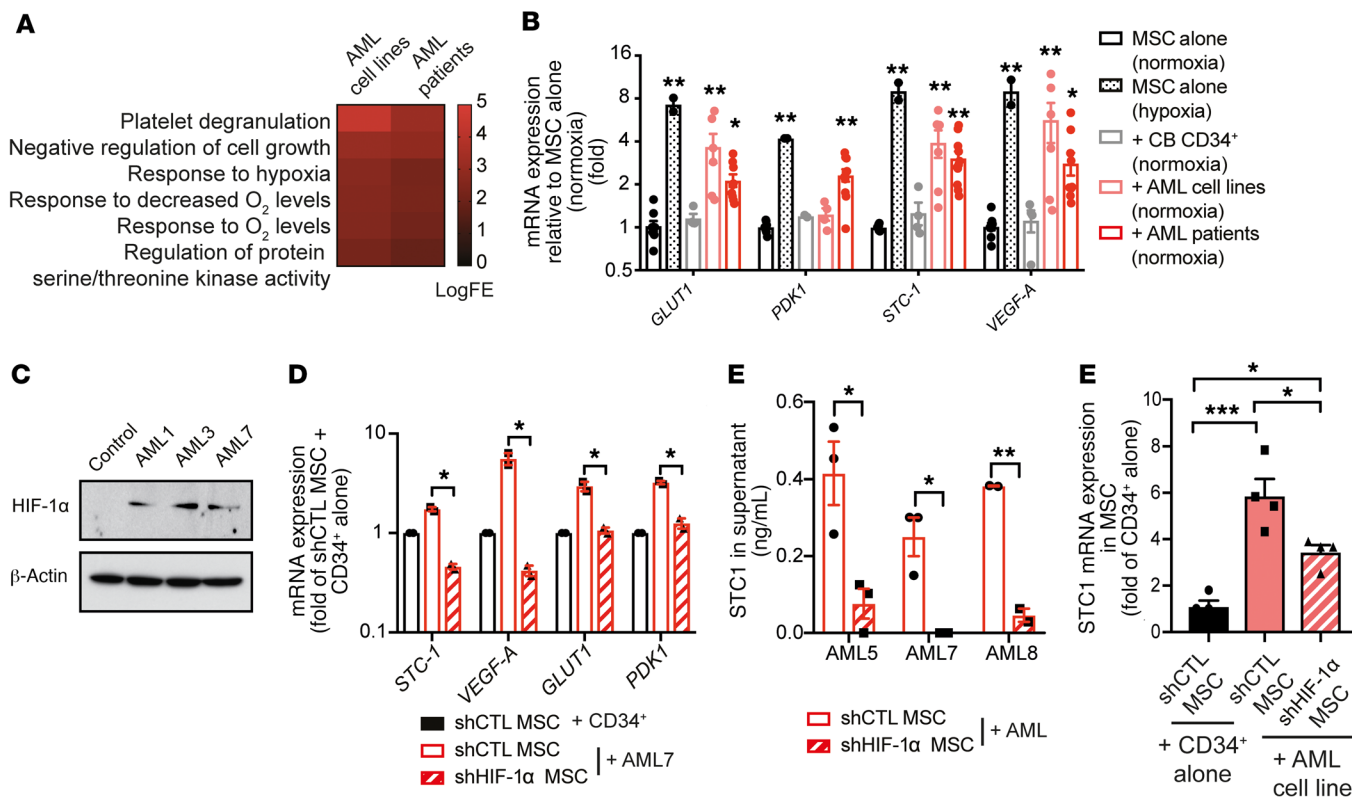 A
AML
cell lines
AML
patients
Platelet degranulation
Negative regulation of cell growth
Response to hypoxia
Response to decreased O₂ levels
Response to O₂ levels
Regulation of protein
serine/threonine kinase activity
5
4
3
2
1
0
LogFE
B
mRNA expression
relative to MSC alone
(normoxia)
(fold)
16
8
4
2
1
0.5
** ** *
** **
** ** **
** ** *
GLUT1
PDK1
STC-1
VEGF-A
MSC alone
(normoxia)
MSC alone
(hypoxia)
+ CB CD34⁺
(normoxia)
+ AML cell lines
(normoxia)
+ AML patients
(normoxia)
C
Control
AML1
AML3
AML7
HIF-1α
β-Actin
D
mRNA expression
(fold of shCTL MSC +
CD34⁺ alone)
10
1
0.1
* * * *
STC-1
VEGF-A
GLUT1
PDK1
shCTL MSC + CD34⁺
shCTL MSC
shHIF-1α MSC
+ AML7
E
STC1 in supernatant
(ng/mL)
0.6
0.4
0.2
0.0
* * **
AML5
AML7
AML8
shCTL MSC
shHIF-1α MSC
+ AML
E
STC1 mRNA expression
in MSC
(fold of CD34⁺ alone)
10
8
6
4
2
0
*
*** *
shCTL
MSC
shCTL
MSC
shHIF-1α
MSC
+ CD34⁺
alone
+ AML
cell line